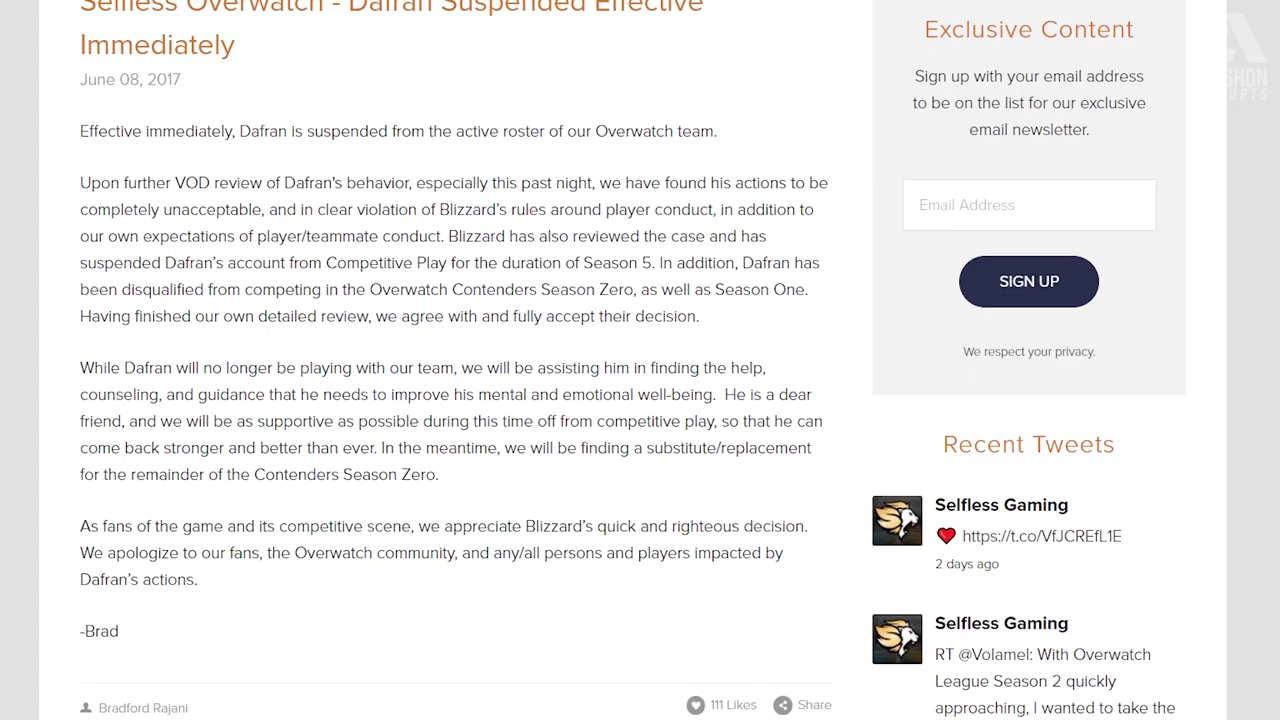 Selfless Overwatch - Dafran Suspended Effective
Immediately
June 08, 2017
Effective immediately, Dafran is suspended from the active roster of our Overwatch team.
Upon further VOD review of Dafran's behavior, especially this past night, we have found his actions to be
completely unacceptable, and in clear violation of Blizzard’s rules around player conduct, in addition to
our own expectations of player/teammate conduct. Blizzard has also reviewed the case and has
suspended Dafran’s account from Competitive Play for the duration of Season 5. In addition, Dafran has
been disqualified from competing in the Overwatch Contenders Season Zero, as well as Season One.
Having finished our own detailed review, we agree with and fully accept their decision.
While Dafran will no longer be playing with our team, we will be assisting him in finding the help,
counseling, and guidance that he needs to improve his mental and emotional well-being.  He is a dear
friend, and we will be as supportive as possible during this time off from competitive play, so that he can
come back stronger and better than ever. In the meantime, we will be finding a substitute/replacement
for the remainder of the Contenders Season Zero.
As fans of the game and its competitive scene, we appreciate Blizzard’s quick and righteous decision.
We apologize to our fans, the Overwatch community, and any/all persons and players impacted by
Dafran’s actions.
-Brad
Bradford Rajani
111 Likes
Share
Exclusive Content
Sign up with your email address
to be on the list for our exclusive
email newsletter.
Email Address
SIGN UP
We respect your privacy.
Recent Tweets
Selfless Gaming
https://t.co/VfJCREfL1E
2 days ago
Selfless Gaming
RT @Volamel: With Overwatch
League Season 2 quickly
approaching, I wanted to take the